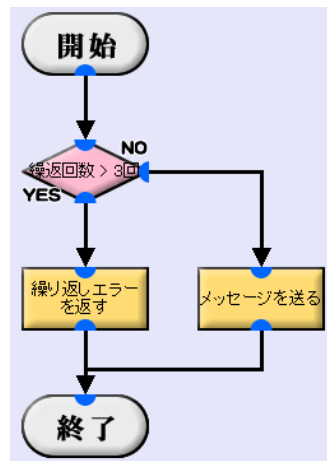 開始
NO
繰返回数 > 3回
YES
繰り返しエラー
を返す
メッセージを送る
終了